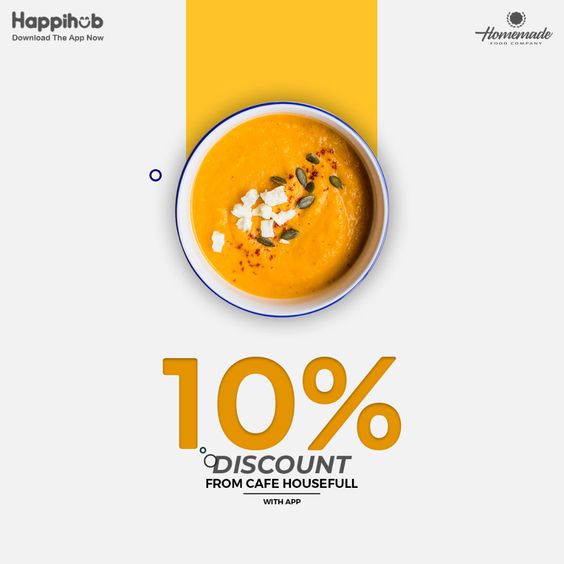 Happihub
Download The App Now
Homemade
FOOD COMPANY
10%
DISCOUNT
FROM CAFE HOUSEFULL
WITH APP